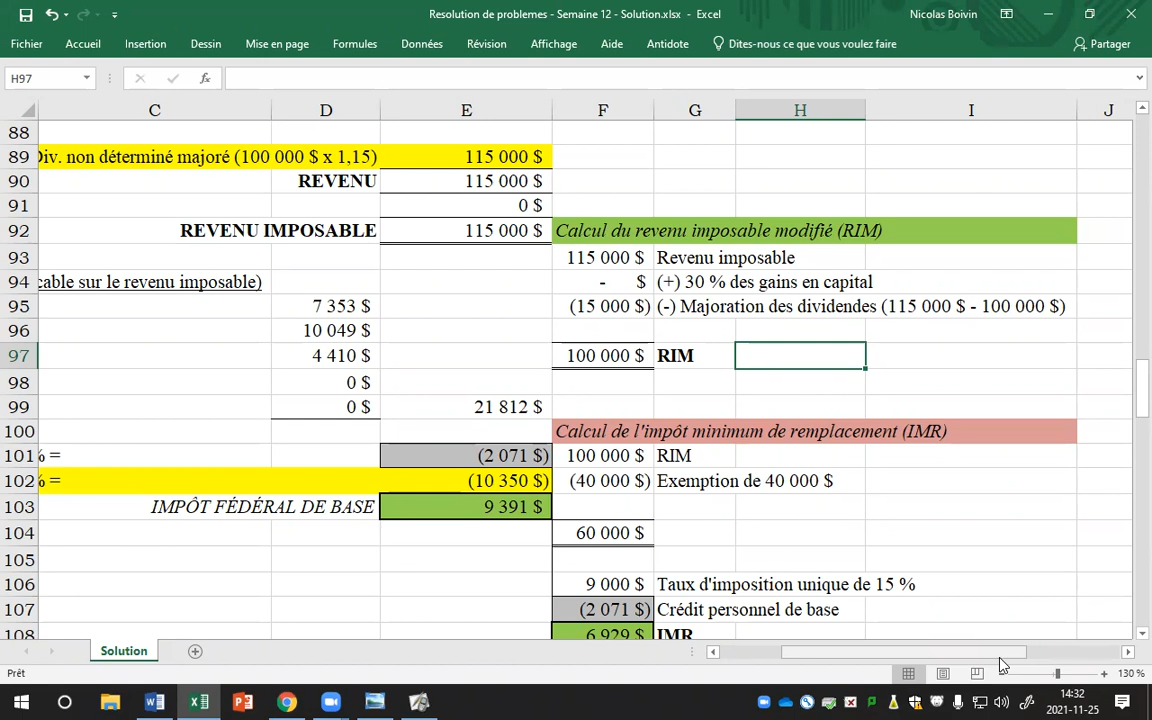 Resolution de problemes - Semaine 12 - Solution.xlsx - Excel
Nicolas Boivin
Fichier Accueil Insertion Dessin Mise en page Formules Données Révision Affichage Aide Antidote Dites-nous ce que vous voulez faire Partager
H97 fx
C D E F G H I J
88
89 Div. non déterminé majoré (100 000 $ x 1,15) 115 000 $
90 REVENU 115 000 $
91 0 $
92 REVENU IMPOSABLE 115 000 $ Calcul du revenu imposable modifié (RIM)
93 115 000 $ Revenu imposable
94 cable sur le revenu imposable) - $ (+) 30 % des gains en capital
95 7 353 $ (15 000 $) (-) Majoration des dividendes (115 000 $ - 100 000 $)
96 10 049 $
97 4 410 $ 100 000 $ RIM
98 0 $
99 0 $ 21 812 $
100 Calcul de l'impôt minimum de remplacement (IMR)
101 % = (2 071 $) 100 000 $ RIM
102 % = (10 350 $) (40 000 $) Exemption de 40 000 $
103 IMPÔT FÉDÉRAL DE BASE 9 391 $
104 60 000 $
105
106 9 000 $ Taux d'imposition unique de 15 %
107 (2 071 $) Crédit personnel de base
108 6 929 $ IMR
Solution
Prêt
130 %
14:32
2021-11-25